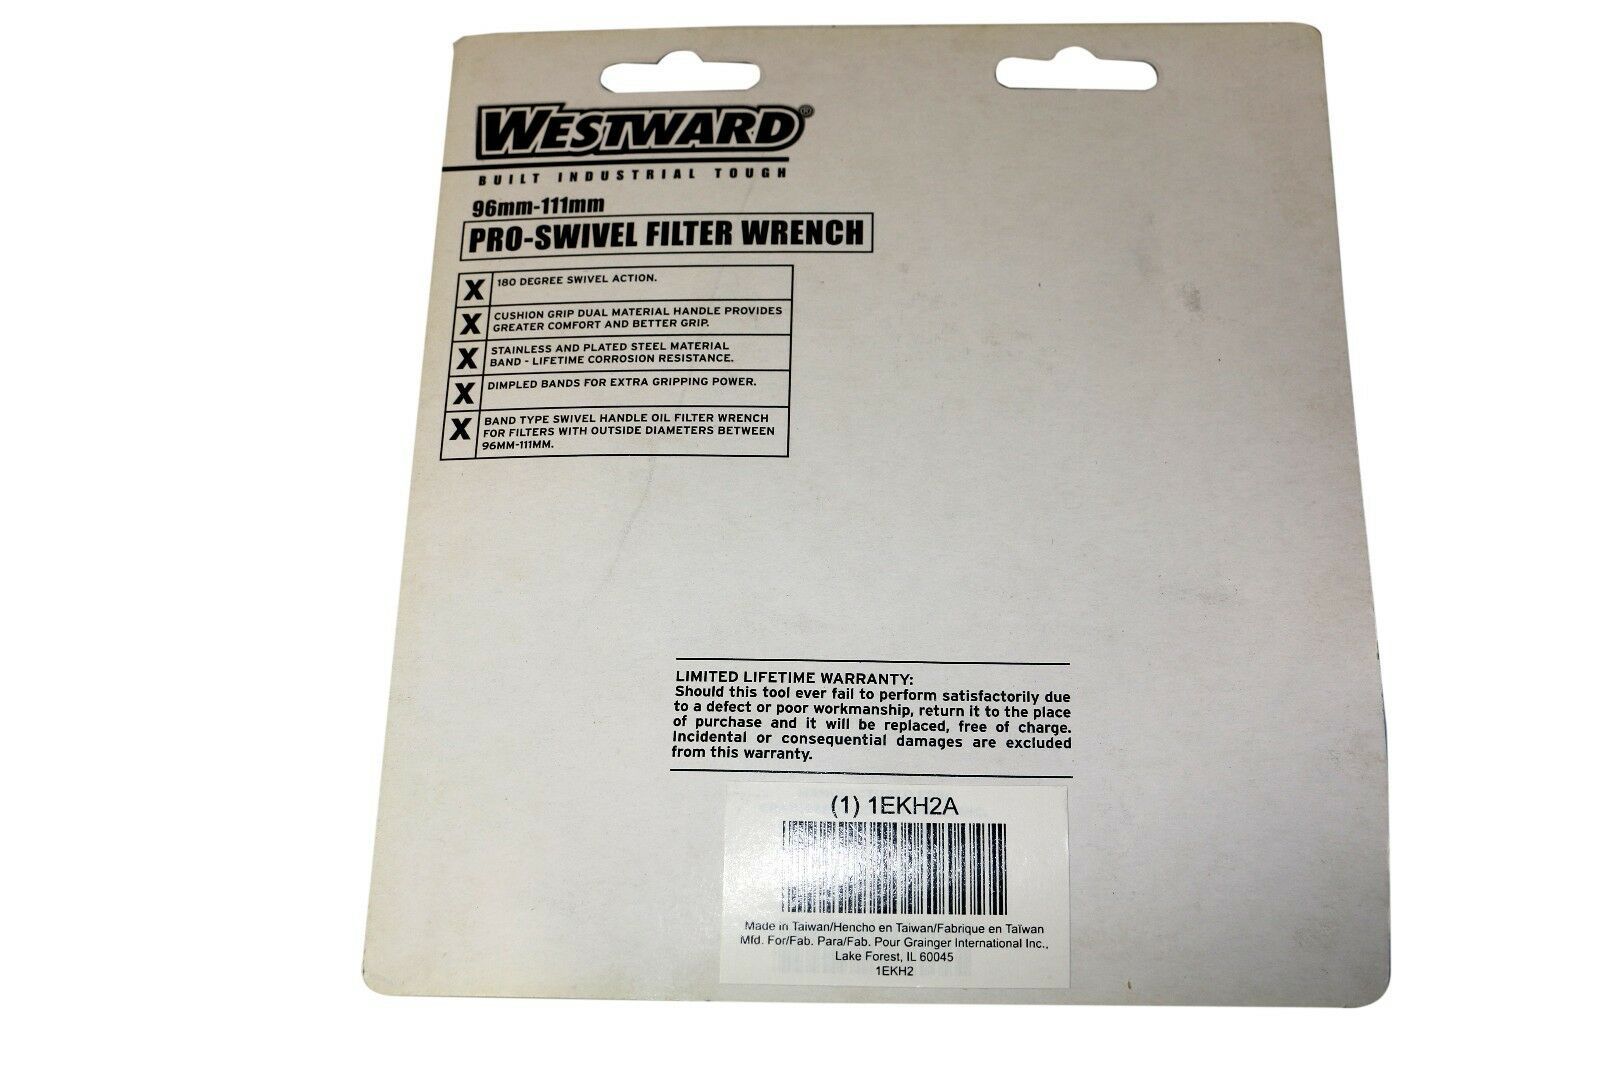 WESTWARD®
BUILT INDUSTRIAL TOUGH
96mm-111mm
PRO-SWIVEL FILTER WRENCH
X 180 DEGREE SWIVEL ACTION.
X CUSHION GRIP DUAL MATERIAL HANDLE PROVIDES
GREATER COMFORT AND BETTER GRIP.
X STAINLESS AND PLATED STEEL MATERIAL
BAND - LIFETIME CORROSION RESISTANCE.
X DIMPLED BANDS FOR EXTRA GRIPPING POWER.
X BAND TYPE SWIVEL HANDLE OIL FILTER WRENCH
FOR FILTERS WITH OUTSIDE DIAMETERS BETWEEN
96MM-111MM.
LIMITED LIFETIME WARRANTY:
Should this tool ever fail to perform satisfactorily due
to a defect or poor workmanship, return it to the place
of purchase and it will be replaced, free of charge.
Incidental or consequential damages are excluded
from this warranty.
(1) 1EKH2A
Made in Taiwan/Hencho en Taiwan/Fabrique en Taïwan
Mfd. For/Fab. Para/Fab. Pour Grainger International Inc.,
Lake Forest, IL 60045
1EKH2